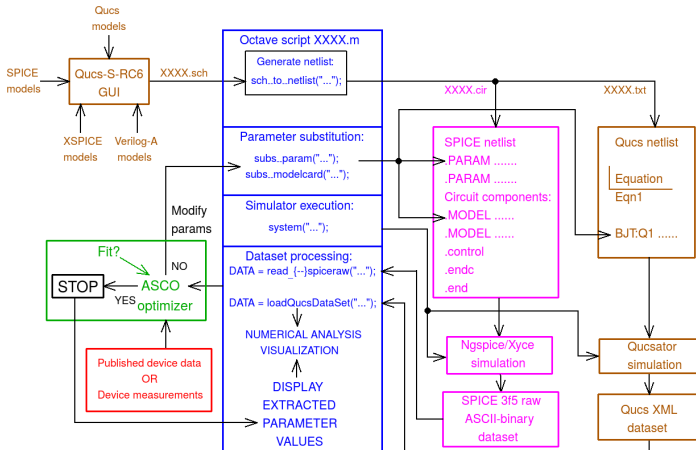 Qucs
models
SPICE
models
Qucs-S-RC6
GUI
XXXX.sch
XSPICE
models
Verilog-A
models
Octave script XXXX.m
Generate netlist:
sch..to..netlist("...");
XXXX.cir
XXXX.txt
Parameter substitution:
subs..param("...");
subs..modelcard("...");
Simulator execution:
system("...");
Dataset processing:
DATA = read_{--}spiceraw("...");
DATA = loadQucsDataSet("...");
NUMERICAL ANALYSIS
VISUALIZATION
DISPLAY
EXTRACTED
PARAMETER
VALUES
Modify
params
Fit?
NO
STOP
YES
ASCO
optimizer
Published device data
OR
Device measurements
SPICE netlist
.PARAM .......
.PARAM .......
Circuit components:
.MODEL ......
.MODEL ......
.control
.endc
.end
Qucs netlist
Equation
Eqn1
BJT:Q1 ......
Ngspice/Xyce
simulation
Qucsator
simulation
SPICE 3f5 raw
ASCII-binary
dataset
Qucs XML
dataset